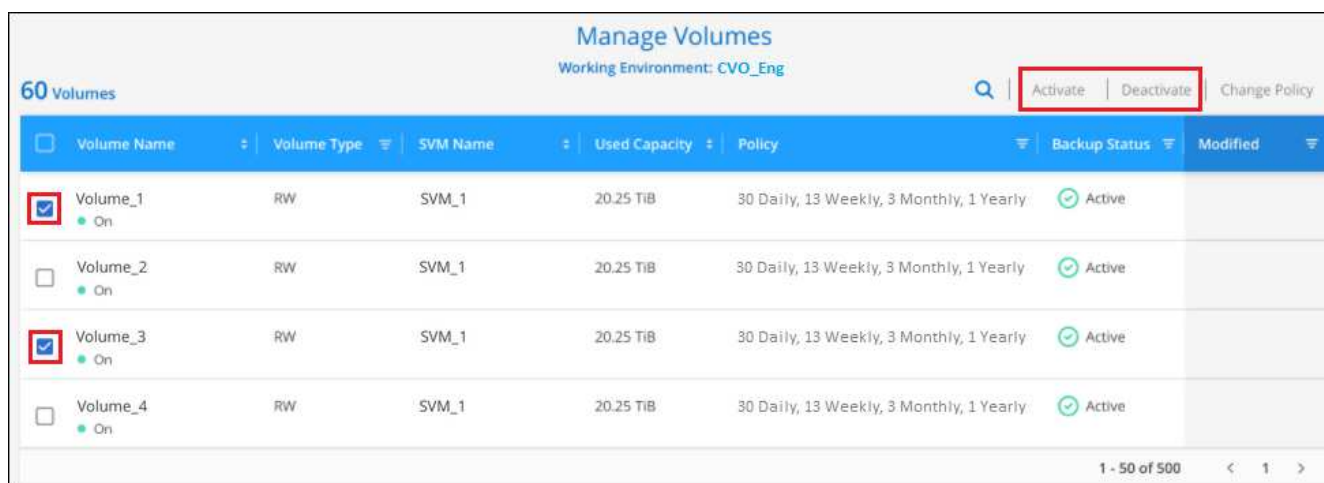 Manage Volumes
Working Environment: CVO_Eng
60 Volumes
Activate Deactivate Change Policy
Volume Name Volume Type SVM Name Used Capacity Policy Backup Status Modified
Volume_1 RW SVM_1 20.25 TiB 30 Daily, 13 Weekly, 3 Monthly, 1 Yearly Active
On
Volume_2 RW SVM_1 20.25 TiB 30 Daily, 13 Weekly, 3 Monthly, 1 Yearly Active
On
Volume_3 RW SVM_1 20.25 TiB 30 Daily, 13 Weekly, 3 Monthly, 1 Yearly Active
On
Volume_4 RW SVM_1 20.25 TiB 30 Daily, 13 Weekly, 3 Monthly, 1 Yearly Active
On
1 - 50 of 500 < 1 >